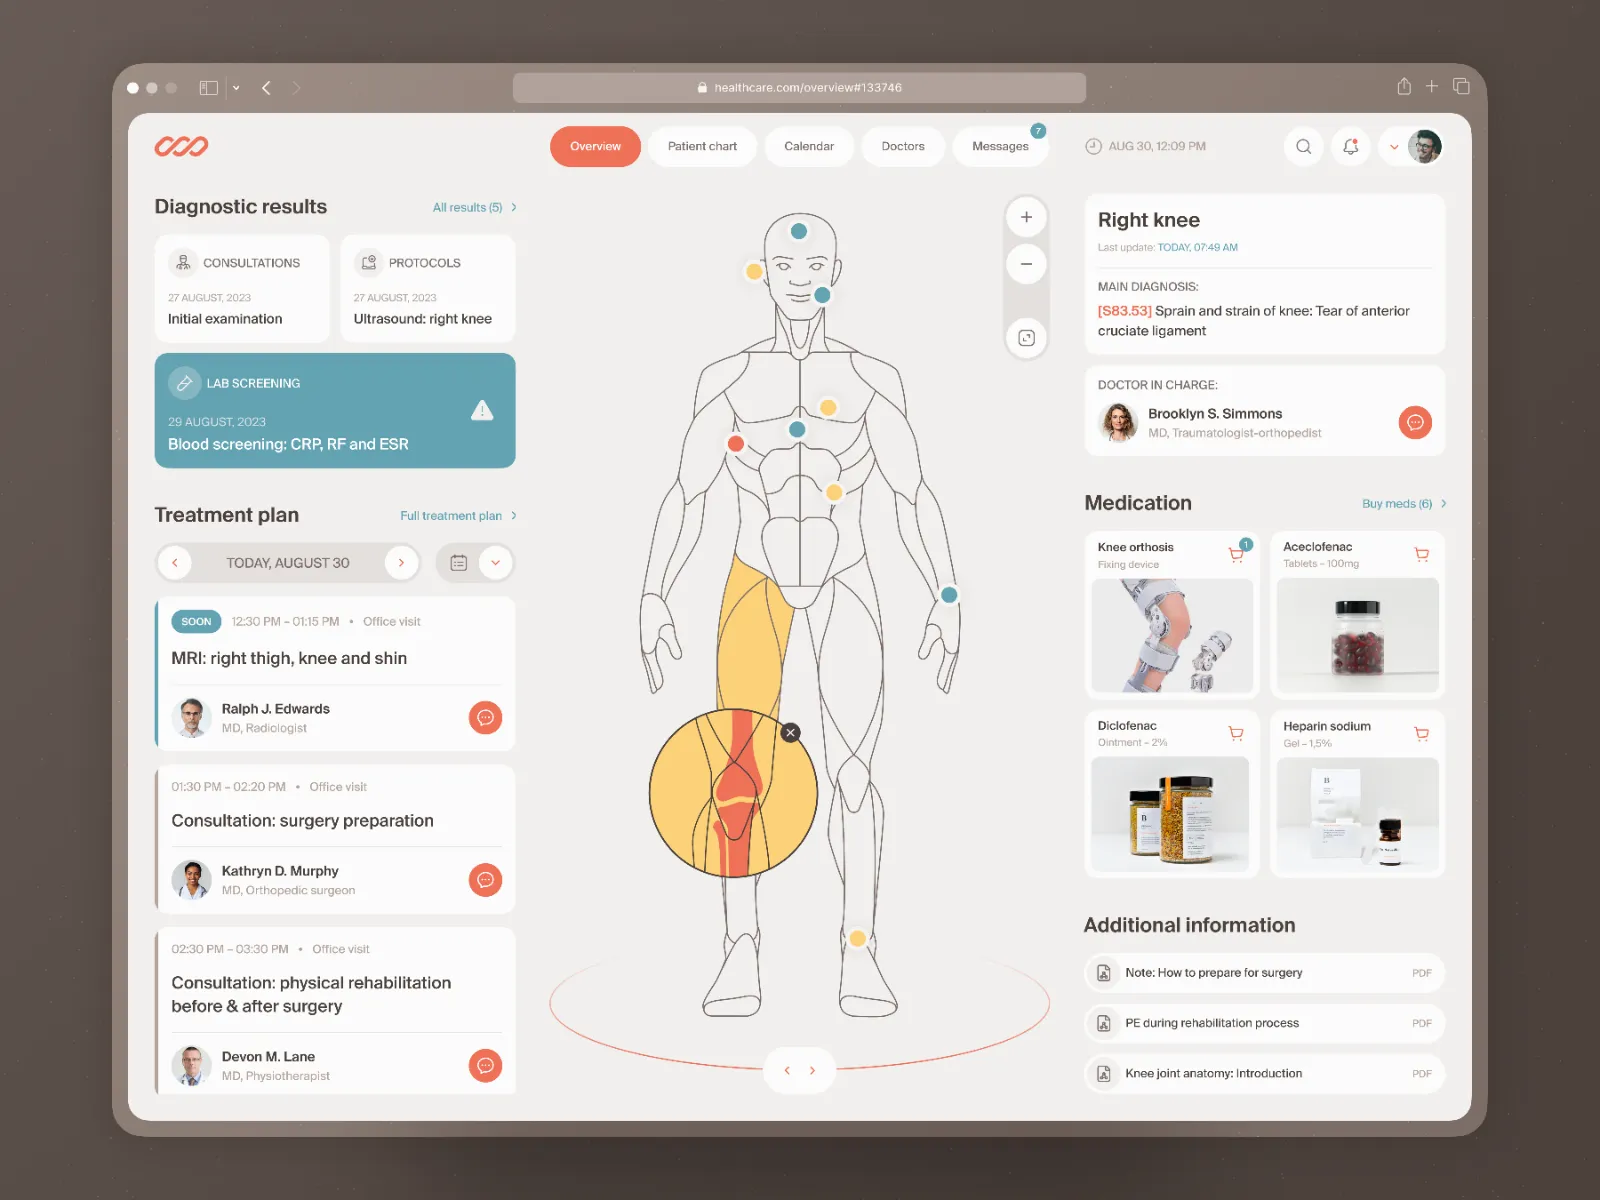 healthcare.com/overview#133746
Overview
Patient chart
Calendar
Doctors
Messages
7
AUG 30, 12:09 PM
Diagnostic results
All results (5)
CONSULTATIONS
27 AUGUST, 2023
Initial examination
PROTOCOLS
27 AUGUST, 2023
Ultrasound: right knee
LAB SCREENING
29 AUGUST, 2023
Blood screening: CRP, RF and ESR
Treatment plan
Full treatment plan
TODAY, AUGUST 30
SOON
12:30 PM – 01:15 PM • Office visit
MRI: right thigh, knee and shin
Ralph J. Edwards
MD, Radiologist
01:30 PM – 02:20 PM • Office visit
Consultation: surgery preparation
Kathryn D. Murphy
MD, Orthopedic surgeon
02:30 PM – 03:30 PM • Office visit
Consultation: physical rehabilitation
before & after surgery
Devon M. Lane
MD, Physiotherapist
Right knee
Last update: TODAY, 07:49 AM
MAIN DIAGNOSIS:
[S83.53] Sprain and strain of knee: Tear of anterior
cruciate ligament
DOCTOR IN CHARGE:
Brooklyn S. Simmons
MD, Traumatologist-orthopedist
Medication
Buy meds (6)
Knee orthosis
Fixing device
1
Aceclofenac
Tablets – 100mg
Diclofenac
Ointment – 2%
B
Heparin sodium
Gel – 1,5%
B
Additional information
Note: How to prepare for surgery
PDF
PE during rehabilitation process
PDF
Knee joint anatomy: Introduction
PDF